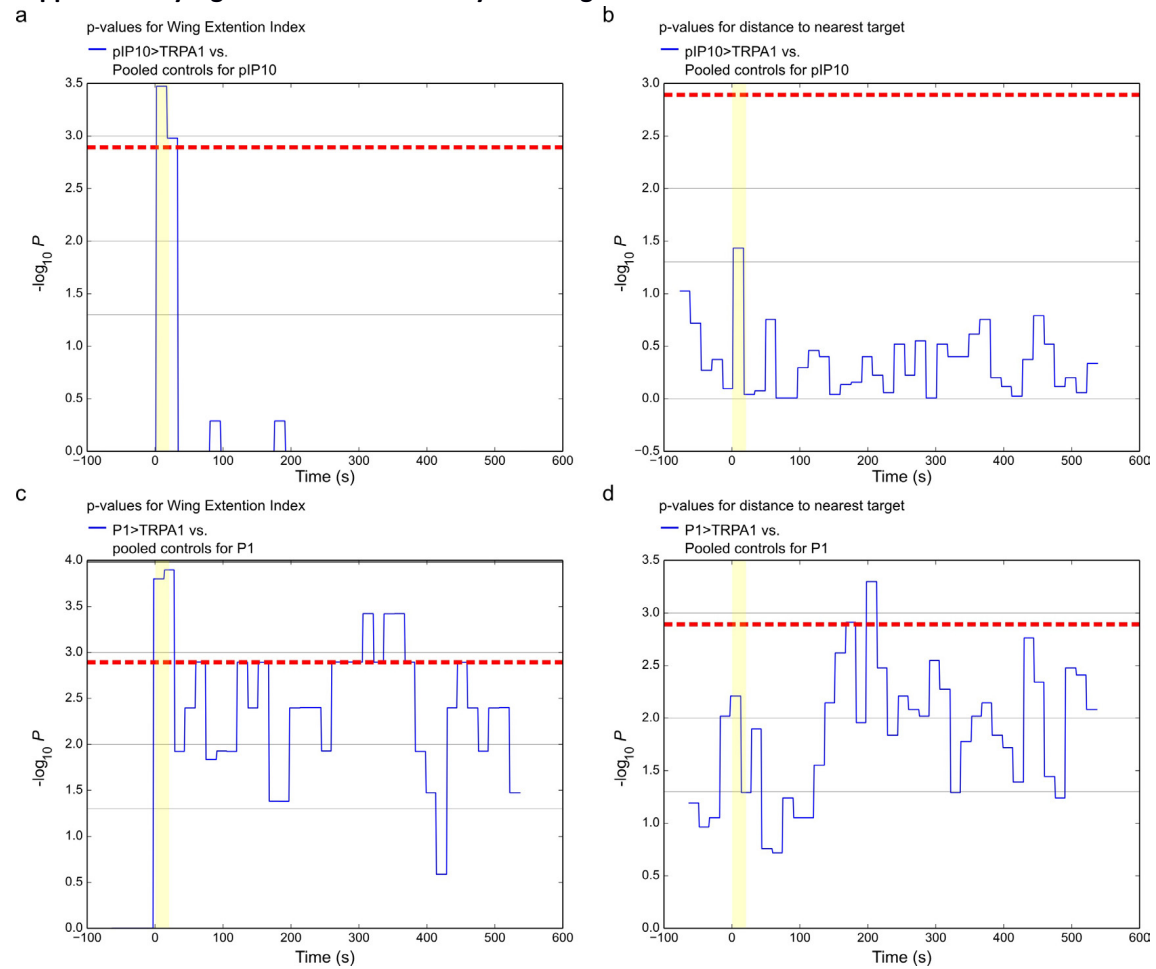 a
p-values for Wing Extention Index
pIP10>TRPA1 vs.
Pooled controls for pIP10
3.5
3.0
2.5
2.0
1.5
1.0
0.5
0.0
-log10 P
−100
0
100
200
300
400
500
600
Time (s)
b
p-values for distance to nearest target
pIP10>TRPA1 vs.
Pooled controls for pIP10
3.0
2.5
2.0
1.5
1.0
0.5
0.0
−0.5
-log10 P
−100
0
100
200
300
400
500
600
Time (s)
c
p-values for Wing Extention Index
P1>TRPA1 vs.
pooled controls for P1
4.0
3.5
3.0
2.5
2.0
1.5
1.0
0.5
0.0
-log10 P
−100
0
100
200
300
400
500
600
Time (s)
d
p-values for distance to nearest target
P1>TRPA1 vs.
Pooled controls for P1
3.5
3.0
2.5
2.0
1.5
1.0
0.5
0.0
-log10 P
−100
0
100
200
300
400
500
600
Time (s)